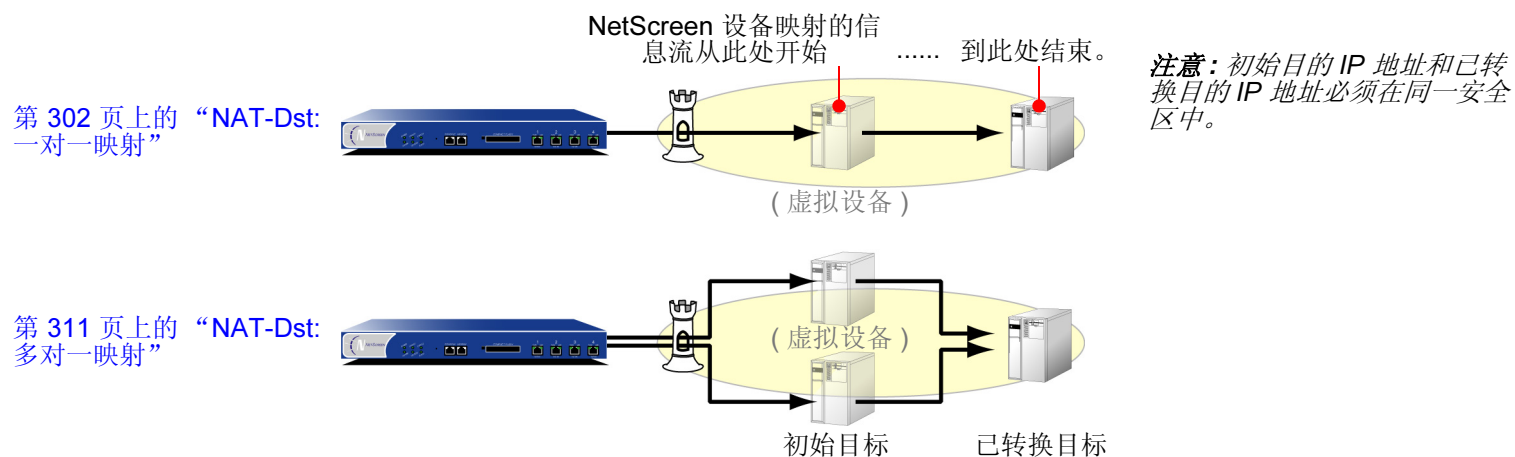 NetScreen 设备映射的信
息流从此处开始 ...... 到此处结束。
注意 : 初始目的 IP 地址和已转
换目的 IP 地址必须在同一安全
区中。
第 302 页上的 “NAT-Dst:
一对一映射”
( 虚拟设备 )
第 311 页上的 “NAT-Dst:
多对一映射”
( 虚拟设备 )
初始目标 已转换目标